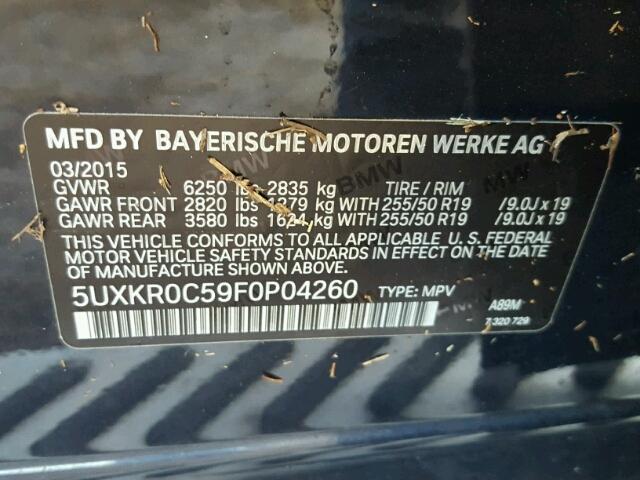 MFD BY BAYERISCHE MOTOREN WERKE AG
03/2015
GVWR 6250 lbs 2835 kg TIRE / RIM
GAWR FRONT 2820 lbs 1279 kg WITH 255/50 R19 /9.0J x 19
GAWR REAR 3580 lbs 1624 kg WITH 255/50 R19 /9.0J x 19
THIS VEHICLE CONFORMS TO ALL APPLICABLE U. S. FEDERAL
MOTOR VEHICLE SAFETY STANDARDS IN EFFECT ON THE DATE
OF MANUFACTURE SHOWN ABOVE.
5UXKR0C59F0P04260 TYPE: MPV
A89M
7 320 729
BMW
BMW
BMW